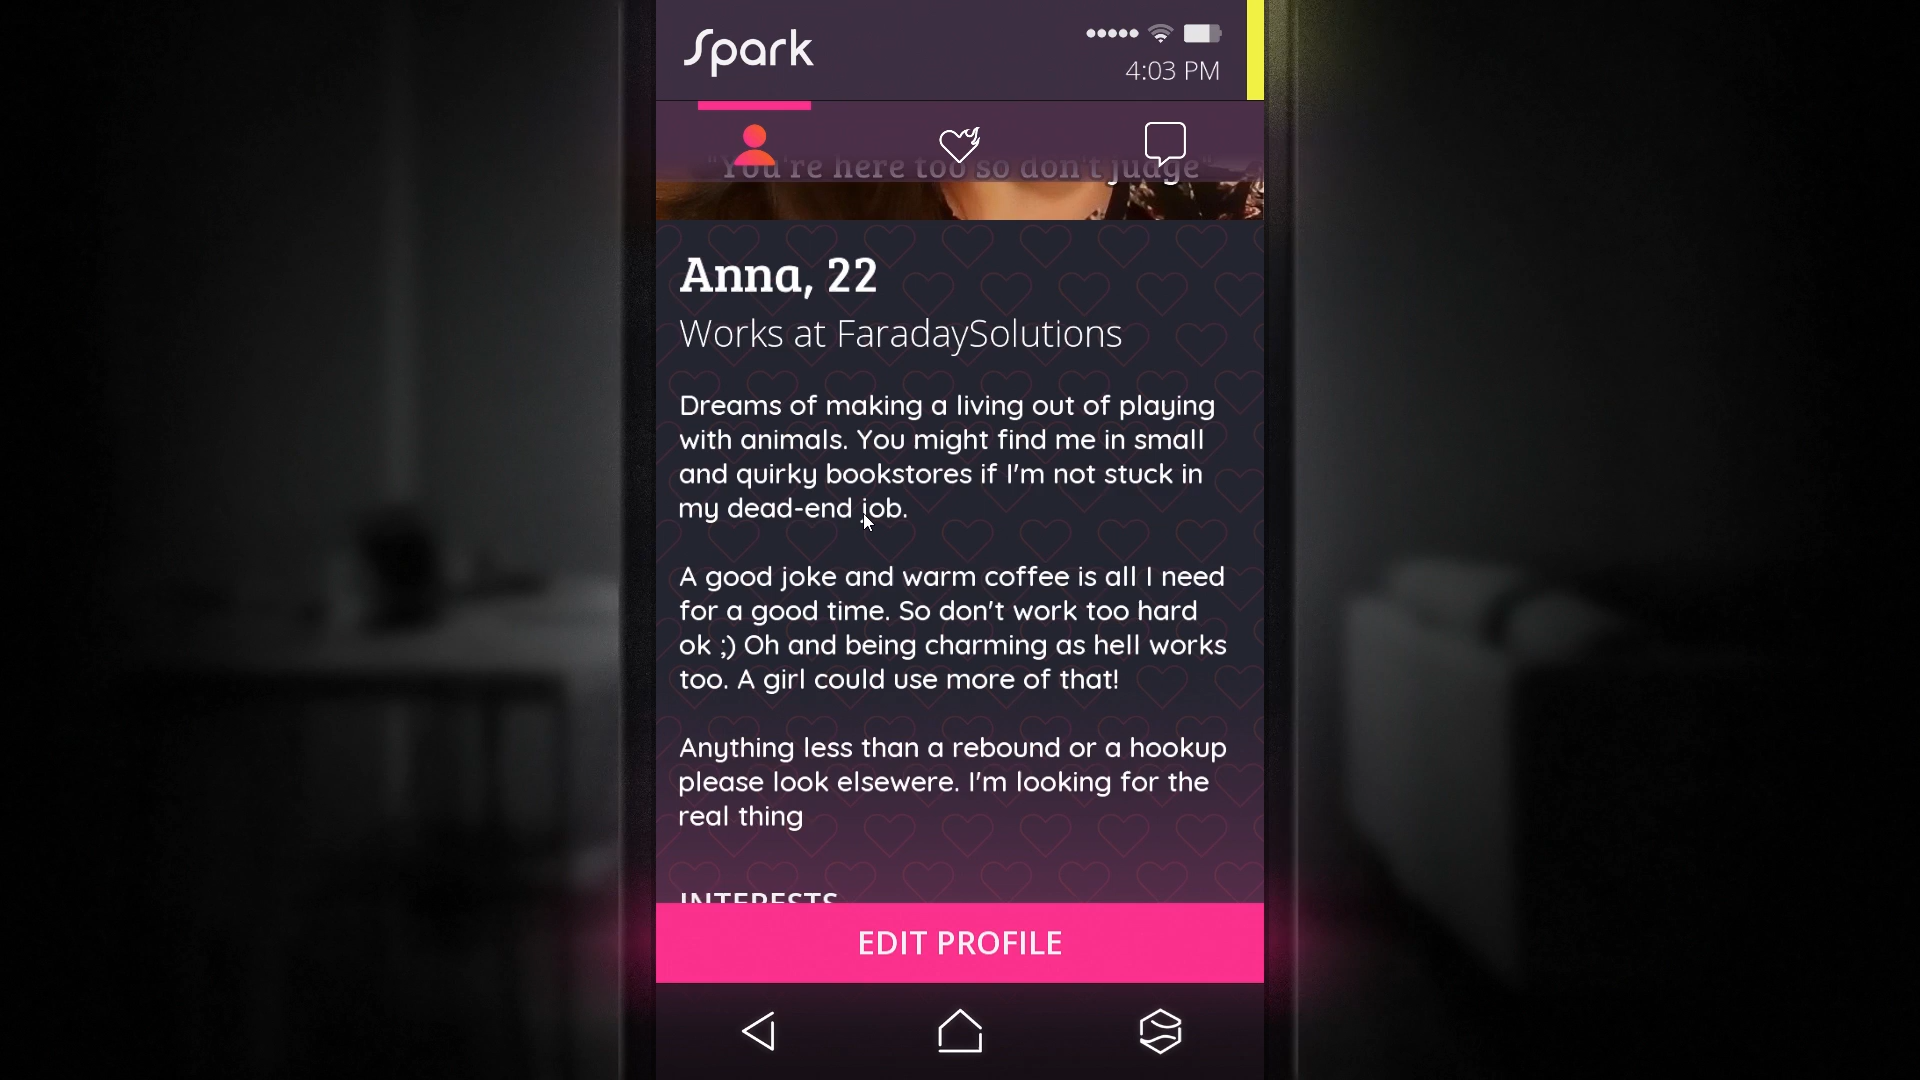 Spark
4:03 PM
"You're here too so don't judge"
Anna, 22
Works at FaradaySolutions
Dreams of making a living out of playing
with animals. You might find me in small
and quirky bookstores if I'm not stuck in
my dead-end job.
A good joke and warm coffee is all I need
for a good time. So don't work too hard
ok ;) Oh and being charming as hell works
too. A girl could use more of that!
Anything less than a rebound or a hookup
please look elsewere. I'm looking for the
real thing
INTERESTS
EDIT PROFILE